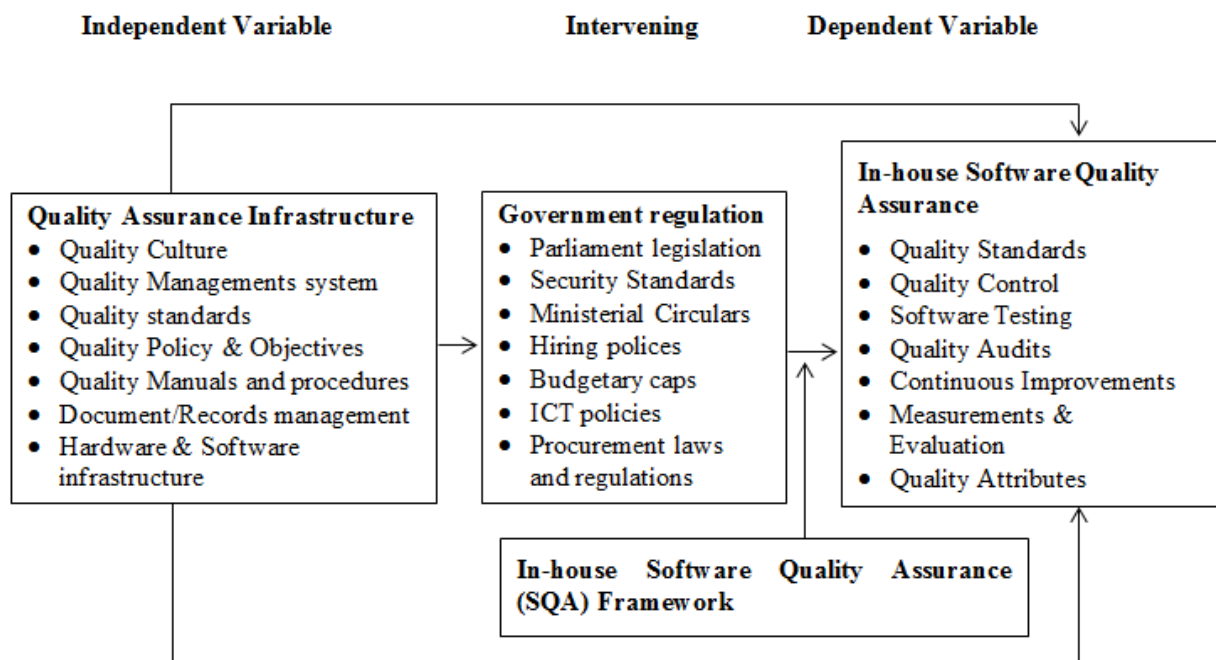 Independent Variable
Intervening
Dependent Variable
Quality Assurance Infrastructure
• Quality Culture
• Quality Managements system
• Quality standards
• Quality Policy & Objectives
• Quality Manuals and procedures
• Document/Records management
• Hardware & Software
infrastructure
Government regulation
• Parliament legislation
• Security Standards
• Ministerial Circulars
• Hiring polices
• Budgetary caps
• ICT policies
• Procurement laws
and regulations
In-house Software Quality
Assurance
• Quality Standards
• Quality Control
• Software Testing
• Quality Audits
• Continuous Improvements
• Measurements &
Evaluation
• Quality Attributes
In-house Software Quality Assurance
(SQA) Framework